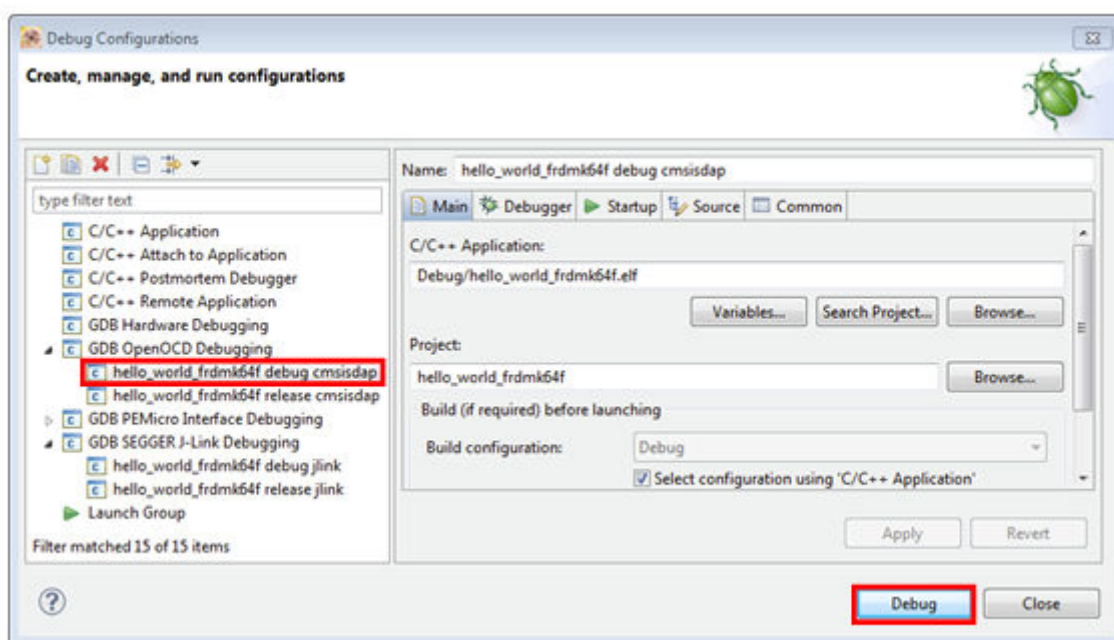 Debug Configurations
Create, manage, and run configurations
type filter text
C/C++ Application
C/C++ Attach to Application
C/C++ Postmortem Debugger
C/C++ Remote Application
GDB Hardware Debugging
GDB OpenOCD Debugging
hello_world_frdmk64f debug cmsisdap
hello_world_frdmk64f release cmsisdap
GDB PEMicro Interface Debugging
GDB SEGGER J-Link Debugging
hello_world_frdmk64f debug jlink
hello_world_frdmk64f release jlink
Launch Group
Filter matched 15 of 15 items
Name: hello_world_frdmk64f debug cmsisdap
Main Debugger Startup Source Common
C/C++ Application:
Debug/hello_world_frdmk64f.elf
Variables... Search Project... Browse...
Project:
hello_world_frdmk64f Browse...
Build (if required) before launching
Build configuration: Debug
Select configuration using 'C/C++ Application'
Apply Revert
? Debug Close